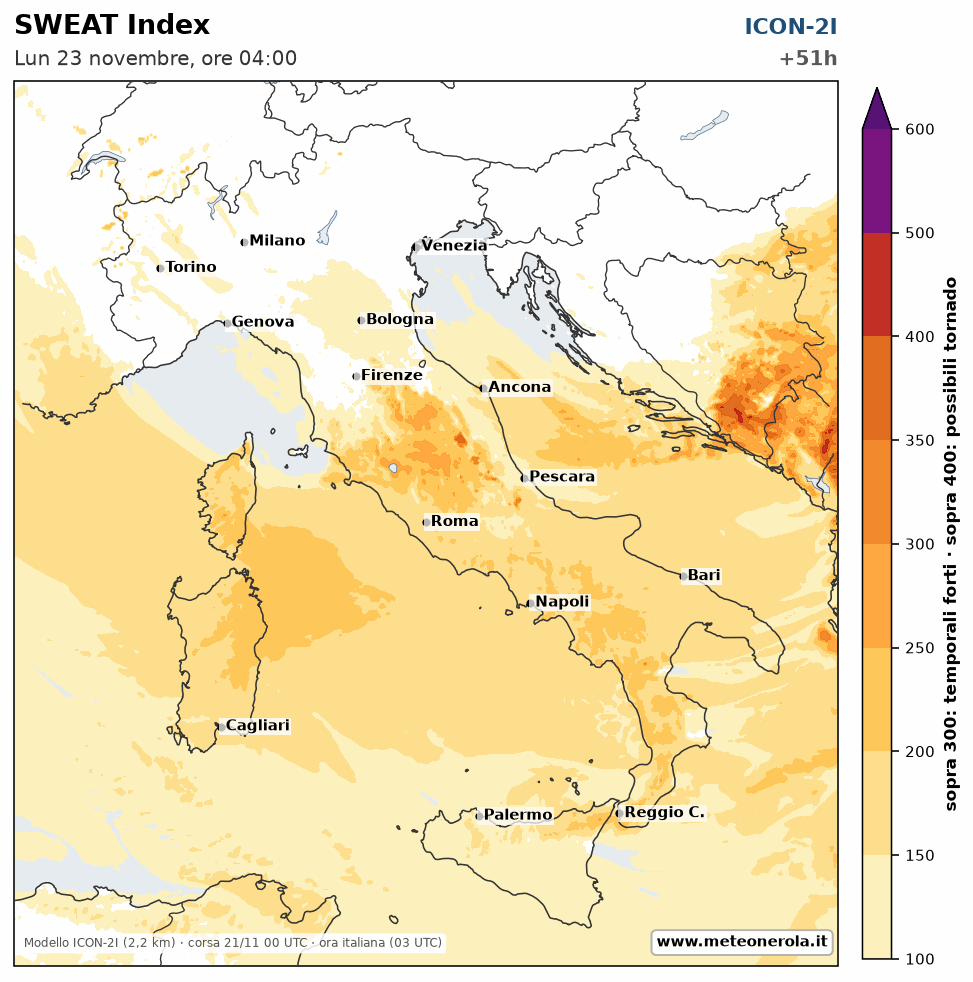 SWEAT Index
ICON-2I
Lun 23 novembre, ore 04:00
+51h
600
500
400
350
300
250
200
150
100
sopra 300: temporali forti · sopra 400: possibili tornado
Milano
Venezia
Torino
Genova
Bologna
Firenze
Ancona
Pescara
Roma
Bari
Napoli
Cagliari
Palermo
Reggio C.
Modello ICON-2I (2,2 km) · corsa 21/11 00 UTC · ora italiana (03 UTC)
www.meteonerola.it